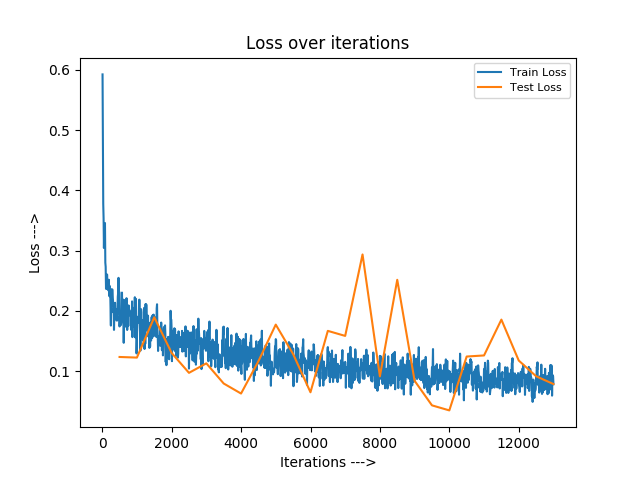 Loss over iterations
Train Loss
Test Loss
0.6
0.5
0.4
0.3
0.2
0.1
Loss --->
0 2000 4000 6000 8000 10000 12000
Iterations --->